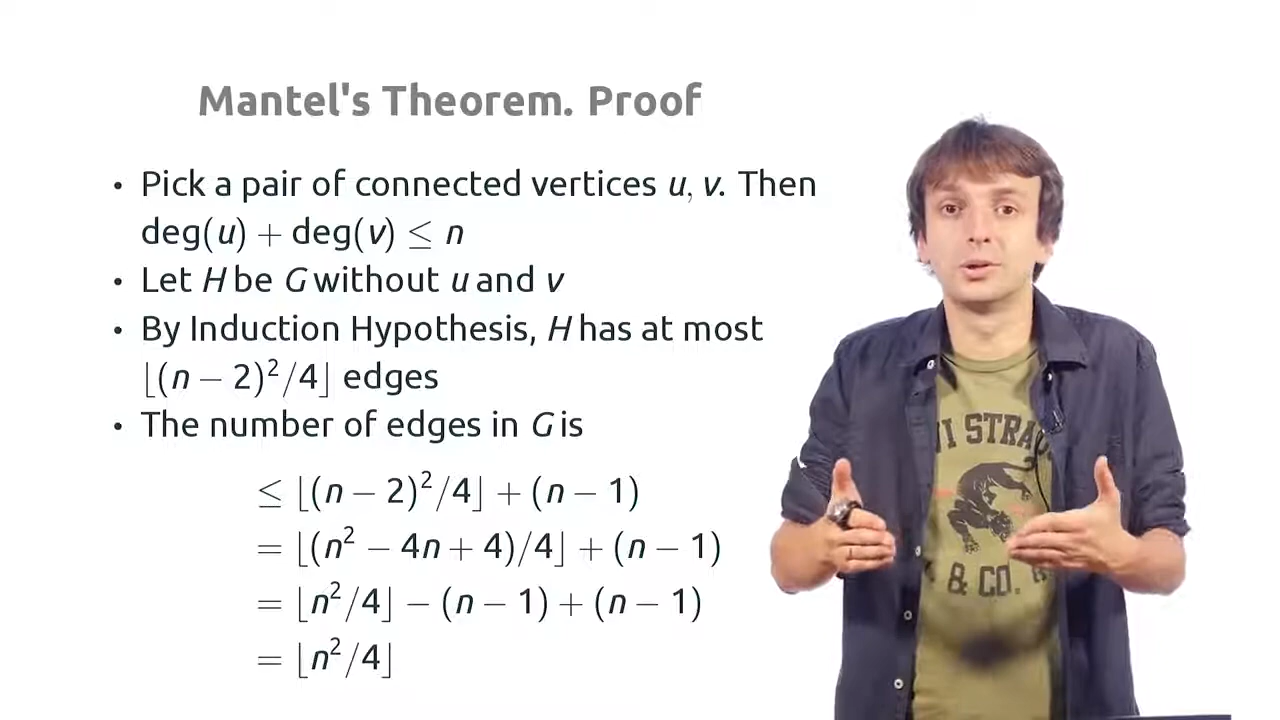 Mantel's Theorem. Proof
• Pick a pair of connected vertices u, v. Then
deg(u) + deg(v) ≤ n
• Let H be G without u and v
• By Induction Hypothesis, H has at most
⌊(n − 2)²/4⌋ edges
• The number of edges in G is
≤ ⌊(n − 2)²/4⌋ + (n − 1)
= ⌊(n² − 4n + 4)/4⌋ + (n − 1)
= ⌊n²/4⌋ − (n − 1) + (n − 1)
= ⌊n²/4⌋
& CO.